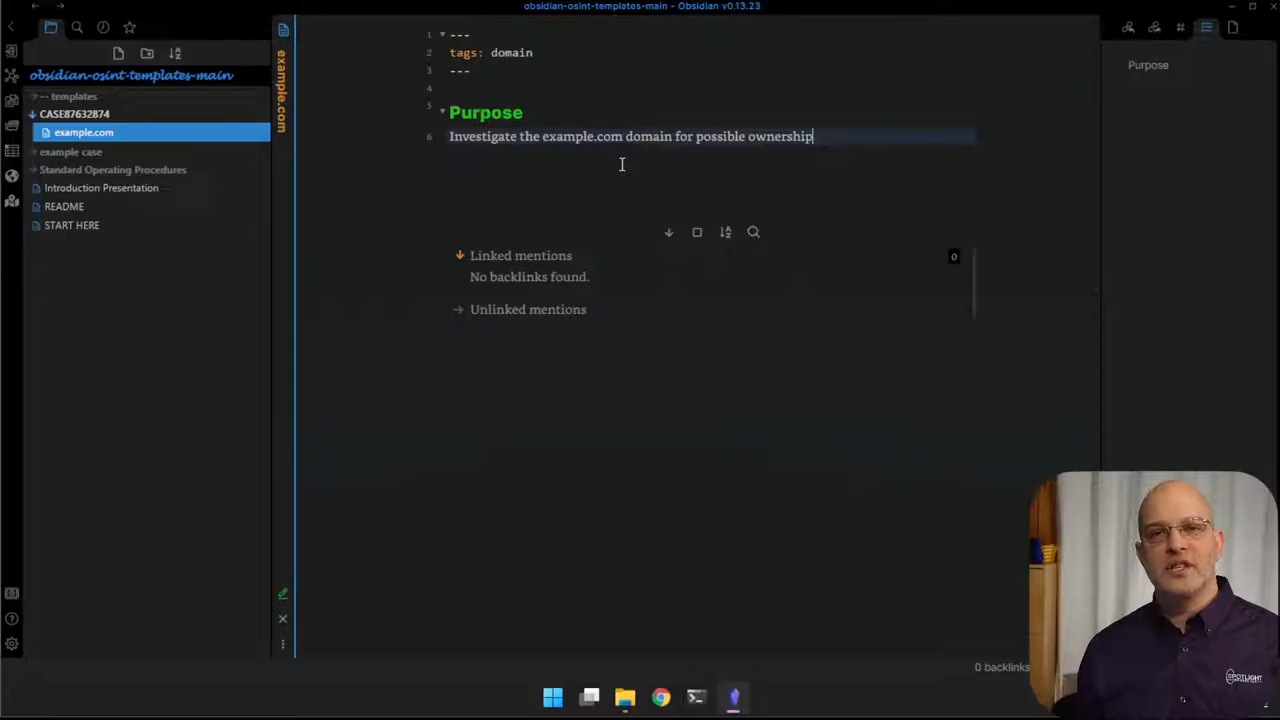 obsidian-osint-templates-main - Obsidian v0.13.23
obsidian-osint-templates-main
-- templates
CASE87632874
example.com
example case
Standard Operating Procedures
Introduction Presentation
README
START HERE
example.com
1 ---
2 tags: domain
3 ---
4
5 Purpose
6 Investigate the example.com domain for possible ownership
Linked mentions 0
No backlinks found.
Unlinked mentions
Purpose
0 backlinks
SPOTLIGHT